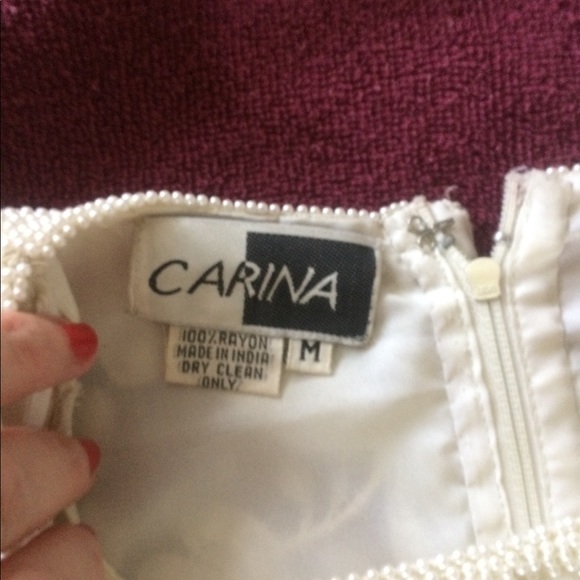 CARINA
100% RAYON
MADE IN INDIA
DRY CLEAN
ONLY
M